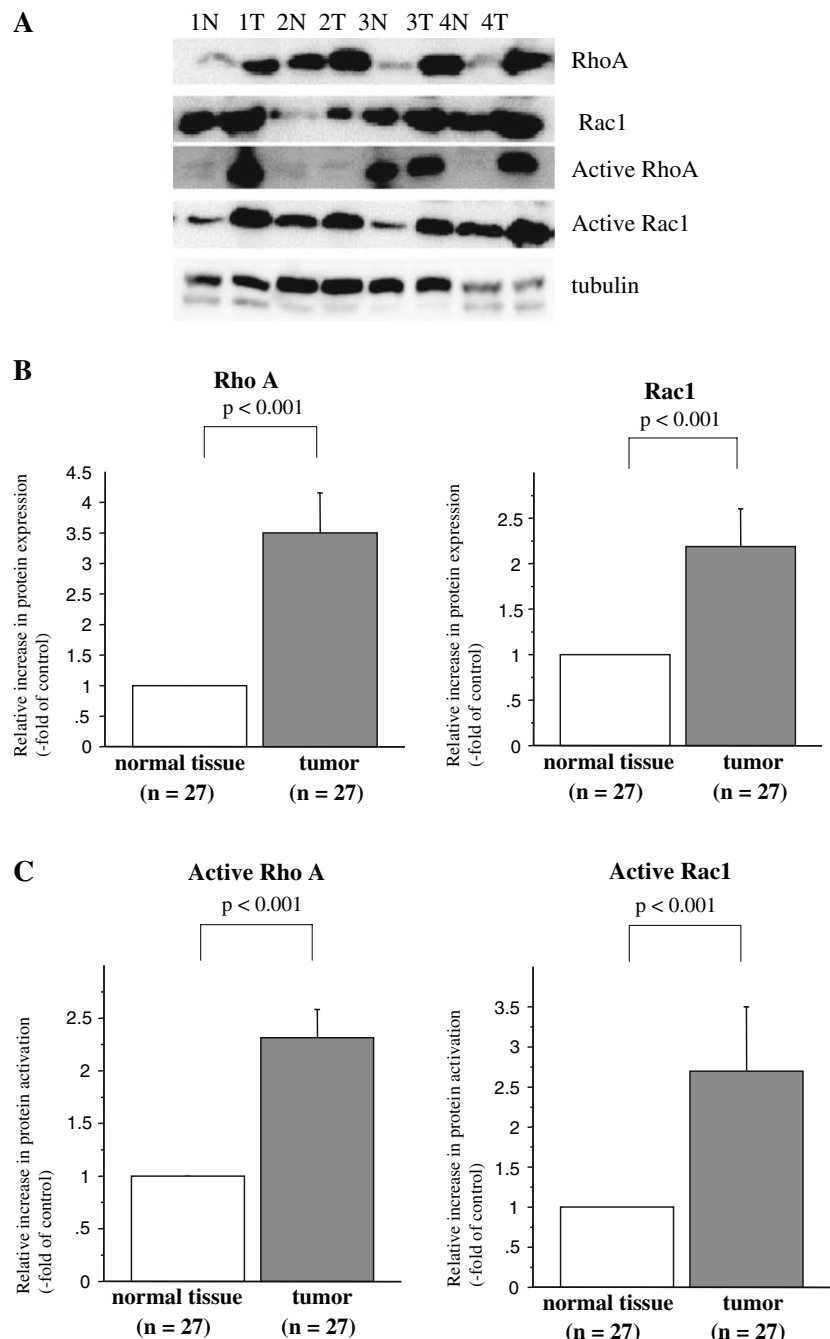 A
1N 1T 2N 2T 3N 3T 4N 4T
RhoA
Rac1
Active RhoA
Active Rac1
tubulin
B
Rho A
p < 0.001
Relative increase in protein expression
(-fold of control)
4.5
4
3.5
3
2.5
2
1.5
1
.5
0
normal tissue
(n = 27)
tumor
(n = 27)
Rac1
p < 0.001
Relative increase in protein expression
(-fold of control)
2.5
2
1.5
1
.5
0
normal tissue
(n = 27)
tumor
(n = 27)
C
Active Rho A
p < 0.001
Relative increase in protein activation
(-fold of control)
2.5
2
1.5
1
.5
0
normal tissue
(n = 27)
tumor
(n = 27)
Active Rac1
p < 0.001
Relative increase in protein activation
(-fold of control)
3.5
3
2.5
2
1.5
1
.5
0
normal tissue
(n = 27)
tumor
(n = 27)